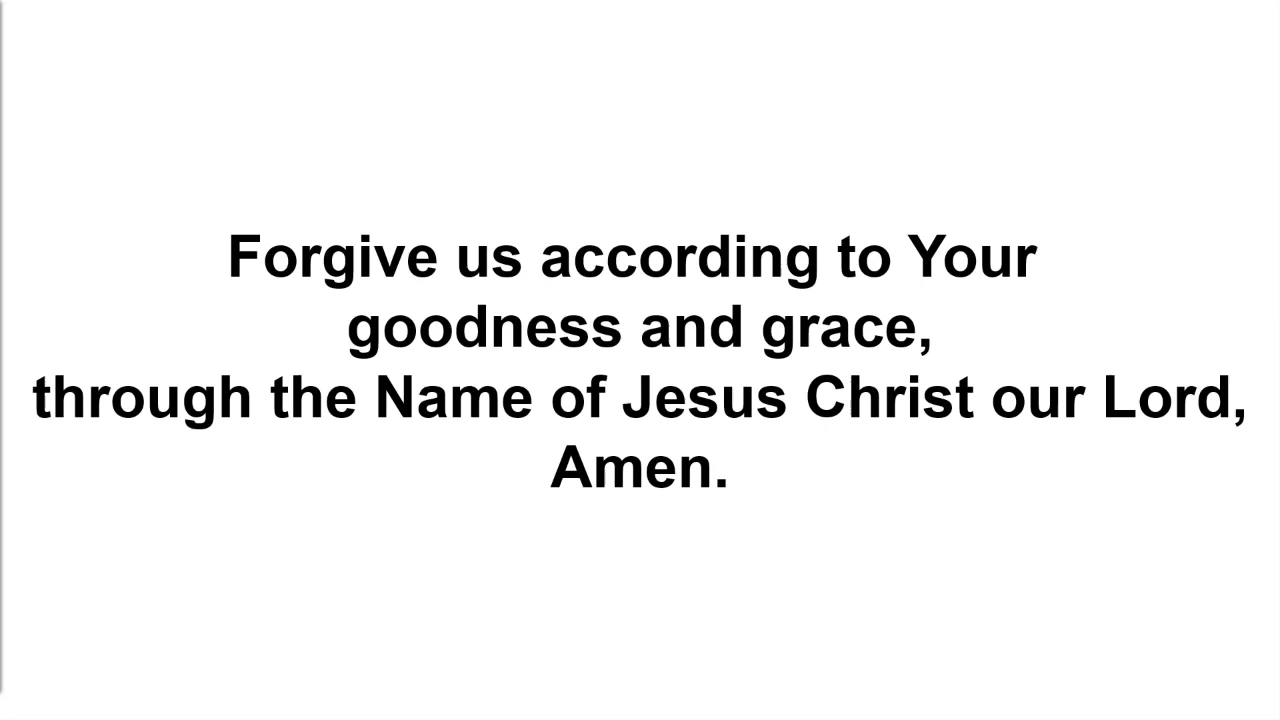 Forgive us according to Your
goodness and grace,
through the Name of Jesus Christ our Lord,
Amen.